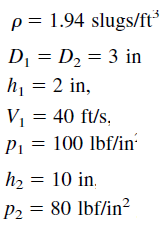 ρ = 1.94 slugs/ft³
D₁ = D₂ = 3 in
h₁ = 2 in,
V₁ = 40 ft/s,
p₁ = 100 lbf/in
h₂ = 10 in.
p₂ = 80 lbf/in²